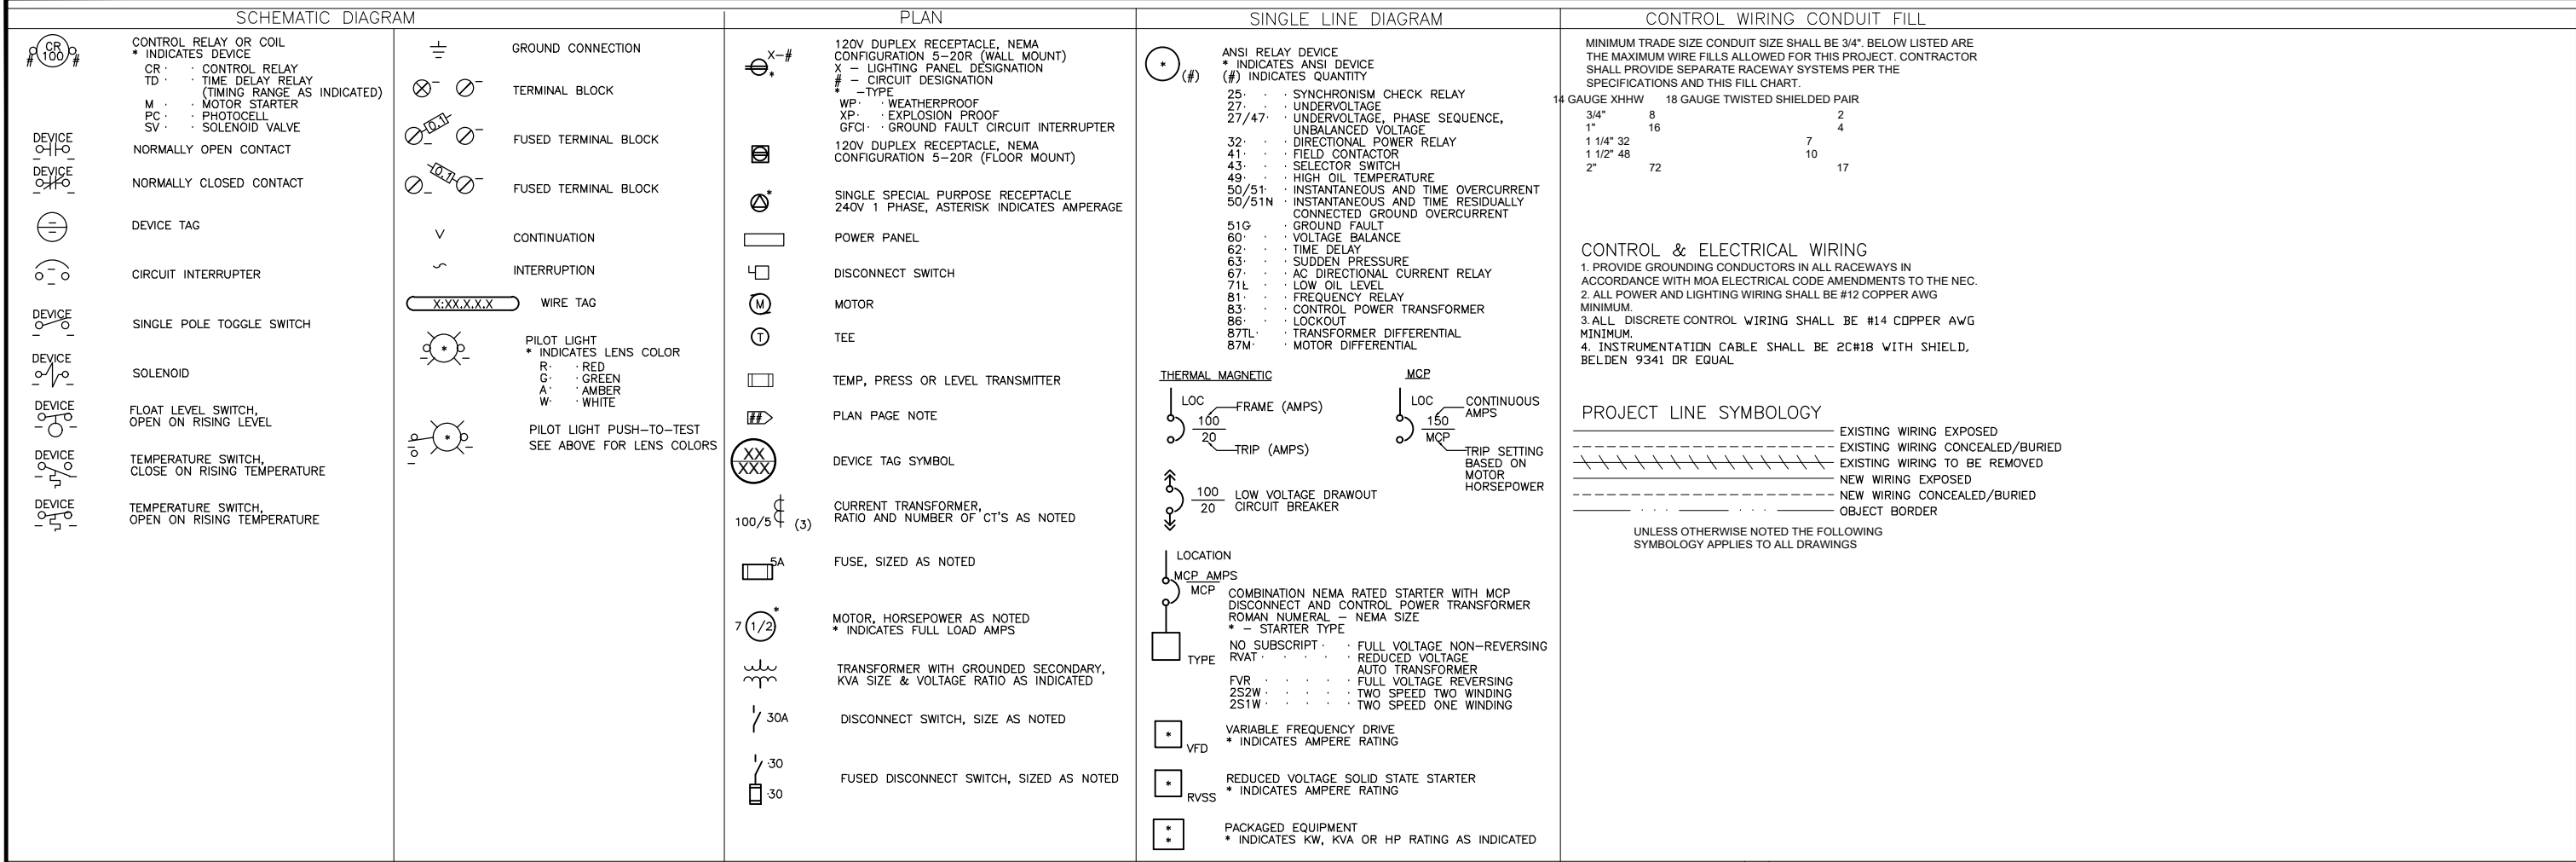 SCHEMATIC DIAGRAM
CR
100
# #
CONTROL RELAY OR COIL
* INDICATES DEVICE
CR · · CONTROL RELAY
TD · · TIME DELAY RELAY
(TIMING RANGE AS INDICATED)
M · · MOTOR STARTER
PC · · PHOTOCELL
SV · · SOLENOID VALVE
DEVICE
NORMALLY OPEN CONTACT
DEVICE
NORMALLY CLOSED CONTACT
DEVICE TAG
CIRCUIT INTERRUPTER
DEVICE
SINGLE POLE TOGGLE SWITCH
DEVICE
SOLENOID
DEVICE
FLOAT LEVEL SWITCH,
OPEN ON RISING LEVEL
DEVICE
TEMPERATURE SWITCH,
CLOSE ON RISING TEMPERATURE
DEVICE
TEMPERATURE SWITCH,
OPEN ON RISING TEMPERATURE
GROUND CONNECTION
TERMINAL BLOCK
0.1
FUSED TERMINAL BLOCK
0.1
FUSED TERMINAL BLOCK
CONTINUATION
INTERRUPTION
X:XX.X.X.X
WIRE TAG
*
PILOT LIGHT
* INDICATES LENS COLOR
R· · RED
G· · GREEN
A· · AMBER
W· · WHITE
*
PILOT LIGHT PUSH-TO-TEST
SEE ABOVE FOR LENS COLORS
PLAN
X-#
*
120V DUPLEX RECEPTACLE, NEMA
CONFIGURATION 5-20R (WALL MOUNT)
X - LIGHTING PANEL DESIGNATION
# - CIRCUIT DESIGNATION
* -TYPE
WP· · WEATHERPROOF
XP· · EXPLOSION PROOF
GFCI· · GROUND FAULT CIRCUIT INTERRUPTER
120V DUPLEX RECEPTACLE, NEMA
CONFIGURATION 5-20R (FLOOR MOUNT)
*
SINGLE SPECIAL PURPOSE RECEPTACLE
240V 1 PHASE, ASTERISK INDICATES AMPERAGE
POWER PANEL
DISCONNECT SWITCH
M
MOTOR
T
TEE
TEMP, PRESS OR LEVEL TRANSMITTER
##
PLAN PAGE NOTE
XX
XXX
DEVICE TAG SYMBOL
100/5 (3)
CURRENT TRANSFORMER,
RATIO AND NUMBER OF CT'S AS NOTED
5A
FUSE, SIZED AS NOTED
7 1/2 *
MOTOR, HORSEPOWER AS NOTED
* INDICATES FULL LOAD AMPS
TRANSFORMER WITH GROUNDED SECONDARY,
KVA SIZE & VOLTAGE RATIO AS INDICATED
30A
DISCONNECT SWITCH, SIZE AS NOTED
30
30
FUSED DISCONNECT SWITCH, SIZED AS NOTED
SINGLE LINE DIAGRAM
*
(#)
ANSI RELAY DEVICE
* INDICATES ANSI DEVICE
(#) INDICATES QUANTITY
25· · · SYNCHRONISM CHECK RELAY
27· · · UNDERVOLTAGE
27/47· · UNDERVOLTAGE, PHASE SEQUENCE,
UNBALANCED VOLTAGE
32· · · DIRECTIONAL POWER RELAY
41· · · FIELD CONTACTOR
43· · · SELECTOR SWITCH
49· · · HIGH OIL TEMPERATURE
50/51· · INSTANTANEOUS AND TIME OVERCURRENT
50/51N · INSTANTANEOUS AND TIME RESIDUALLY
CONNECTED GROUND OVERCURRENT
51G · GROUND FAULT
60· · · VOLTAGE BALANCE
62· · · TIME DELAY
63· · · SUDDEN PRESSURE
67· · · AC DIRECTIONAL CURRENT RELAY
71L · · LOW OIL LEVEL
81· · · FREQUENCY RELAY
83· · · CONTROL POWER TRANSFORMER
86· · · LOCKOUT
87TL· · TRANSFORMER DIFFERENTIAL
87M· · MOTOR DIFFERENTIAL
THERMAL MAGNETIC
LOC
FRAME (AMPS)
100
20
TRIP (AMPS)
MCP
LOC
CONTINUOUS
AMPS
150
MCP
TRIP SETTING
BASED ON
MOTOR
HORSEPOWER
100
20
LOW VOLTAGE DRAWOUT
CIRCUIT BREAKER
LOCATION
MCP AMPS
MCP
COMBINATION NEMA RATED STARTER WITH MCP
DISCONNECT AND CONTROL POWER TRANSFORMER
ROMAN NUMERAL - NEMA SIZE
* - STARTER TYPE
TYPE
NO SUBSCRIPT · · FULL VOLTAGE NON-REVERSING
RVAT · · · · · REDUCED VOLTAGE
AUTO TRANSFORMER
FVR · · · · · FULL VOLTAGE REVERSING
2S2W · · · · · TWO SPEED TWO WINDING
2S1W · · · · · TWO SPEED ONE WINDING
*
VFD
VARIABLE FREQUENCY DRIVE
* INDICATES AMPERE RATING
*
RVSS
REDUCED VOLTAGE SOLID STATE STARTER
* INDICATES AMPERE RATING
*
*
PACKAGED EQUIPMENT
* INDICATES KW, KVA OR HP RATING AS INDICATED
CONTROL WIRING CONDUIT FILL
MINIMUM TRADE SIZE CONDUIT SIZE SHALL BE 3/4". BELOW LISTED ARE
THE MAXIMUM WIRE FILLS ALLOWED FOR THIS PROJECT. CONTRACTOR
SHALL PROVIDE SEPARATE RACEWAY SYSTEMS PER THE
SPECIFICATIONS AND THIS FILL CHART.
14 GAUGE XHHW 18 GAUGE TWISTED SHIELDED PAIR
3/4" 8 2
1" 16 4
1 1/4" 32 7
1 1/2" 48 10
2" 72 17
CONTROL & ELECTRICAL WIRING
1. PROVIDE GROUNDING CONDUCTORS IN ALL RACEWAYS IN
ACCORDANCE WITH MOA ELECTRICAL CODE AMENDMENTS TO THE NEC.
2. ALL POWER AND LIGHTING WIRING SHALL BE #12 COPPER AWG
MINIMUM.
3. ALL DISCRETE CONTROL WIRING SHALL BE #14 COPPER AWG
MINIMUM.
4. INSTRUMENTATION CABLE SHALL BE 2C#18 WITH SHIELD,
BELDEN 9341 OR EQUAL
PROJECT LINE SYMBOLOGY
EXISTING WIRING EXPOSED
EXISTING WIRING CONCEALED/BURIED
EXISTING WIRING TO BE REMOVED
NEW WIRING EXPOSED
NEW WIRING CONCEALED/BURIED
OBJECT BORDER
UNLESS OTHERWISE NOTED THE FOLLOWING
SYMBOLOGY APPLIES TO ALL DRAWINGS